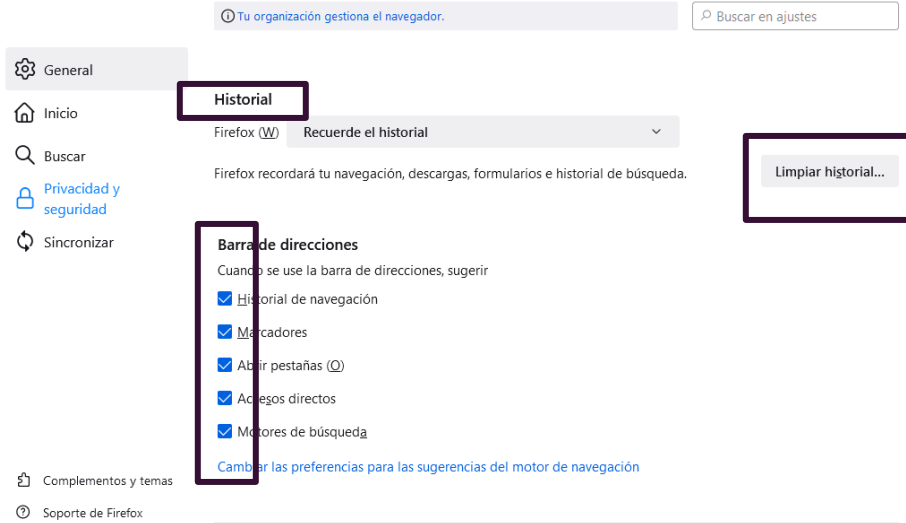 Tu organización gestiona el navegador.
Buscar en ajustes
General
Inicio
Buscar
Privacidad y
seguridad
Sincronizar
Complementos y temas
Soporte de Firefox
Historial
Firefox (W) Recuerde el historial
Firefox recordará tu navegación, descargas, formularios e historial de búsqueda.
Limpiar historial...
Barra de direcciones
Cuando se use la barra de direcciones, sugerir
Historial de navegación
Marcadores
Abrir pestañas (O)
Accesos directos
Motores de búsqueda
Cambiar las preferencias para las sugerencias del motor de navegación